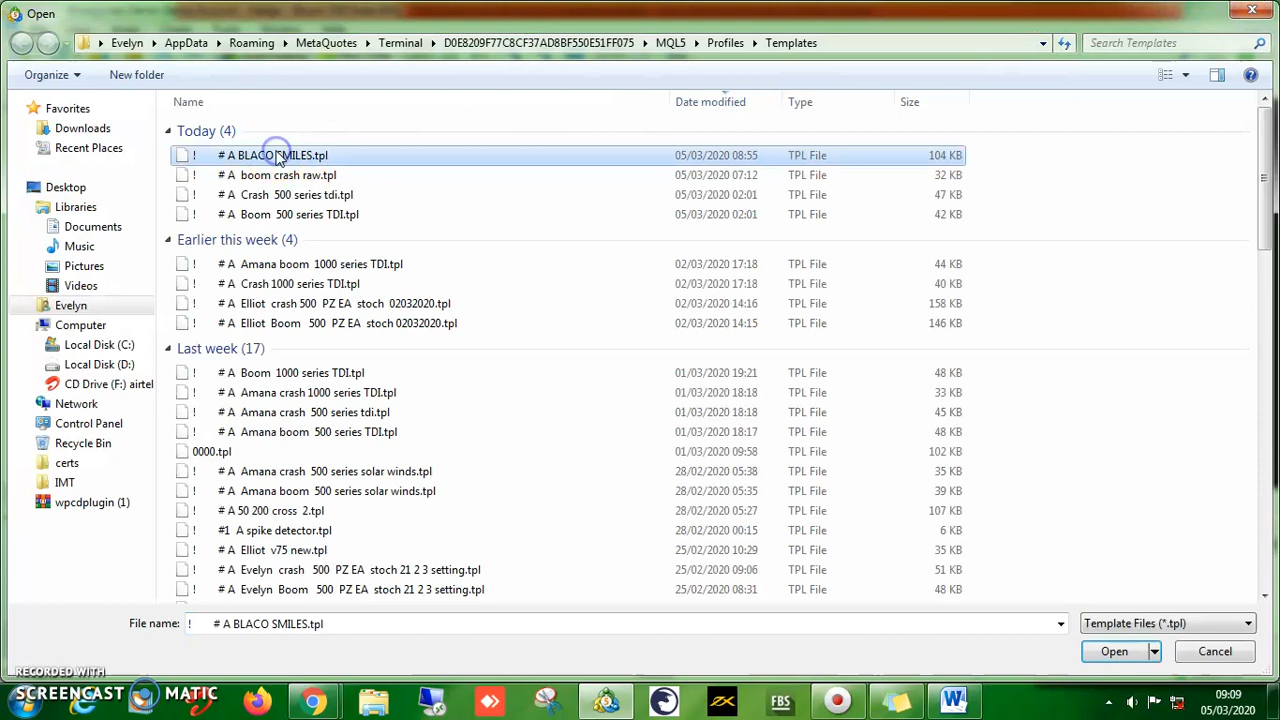 Open
Evelyn AppData Roaming MetaQuotes Terminal D0E8209F77C8CF37AD8BF550E51FF075 MQL5 Profiles Templates Search Templates
Organize New folder
Favorites
Downloads
Recent Places
Desktop
Libraries
Documents
Music
Pictures
Videos
Evelyn
Computer
Local Disk (C:)
Local Disk (D:)
CD Drive (F:) airtel
Network
Control Panel
Recycle Bin
certs
IMT
wpcdplugin (1)
Name Date modified Type Size
Today (4)
! # A BLACO SMILES.tpl 05/03/2020 08:55 TPL File 104 KB
! # A boom crash raw.tpl 05/03/2020 07:12 TPL File 32 KB
! # A Crash 500 series tdi.tpl 05/03/2020 02:01 TPL File 47 KB
! # A Boom 500 series TDI.tpl 05/03/2020 02:01 TPL File 42 KB
Earlier this week (4)
! # A Amana boom 1000 series TDI.tpl 02/03/2020 17:18 TPL File 44 KB
! # A Crash 1000 series TDI.tpl 02/03/2020 17:18 TPL File 40 KB
! # A Elliot crash 500 PZ EA stoch 02032020.tpl 02/03/2020 14:16 TPL File 158 KB
! # A Elliot Boom 500 PZ EA stoch 02032020.tpl 02/03/2020 14:15 TPL File 146 KB
Last week (17)
! # A Boom 1000 series TDI.tpl 01/03/2020 19:21 TPL File 48 KB
! # A Amana crash 1000 series TDI.tpl 01/03/2020 18:18 TPL File 33 KB
! # A Amana crash 500 series tdi.tpl 01/03/2020 18:18 TPL File 45 KB
! # A Amana boom 500 series TDI.tpl 01/03/2020 18:17 TPL File 48 KB
0000.tpl 01/03/2020 09:58 TPL File 102 KB
! # A Amana crash 500 series solar winds.tpl 28/02/2020 05:38 TPL File 35 KB
! # A Amana boom 500 series solar winds.tpl 28/02/2020 05:35 TPL File 39 KB
! # A 50 200 cross 2.tpl 28/02/2020 05:27 TPL File 107 KB
! #1 A spike detector.tpl 28/02/2020 00:15 TPL File 6 KB
! # A Elliot v75 new.tpl 25/02/2020 10:29 TPL File 35 KB
! # A Evelyn crash 500 PZ EA stoch 21 2 3 setting.tpl 25/02/2020 09:06 TPL File 51 KB
! # A Evelyn Boom 500 PZ EA stoch 21 2 3 setting.tpl 25/02/2020 08:31 TPL File 48 KB
File name: ! # A BLACO SMILES.tpl Template Files (*.tpl)
Open Cancel
RECORDED WITH
SCREENCAST MATIC
FBS
09:09
05/03/2020